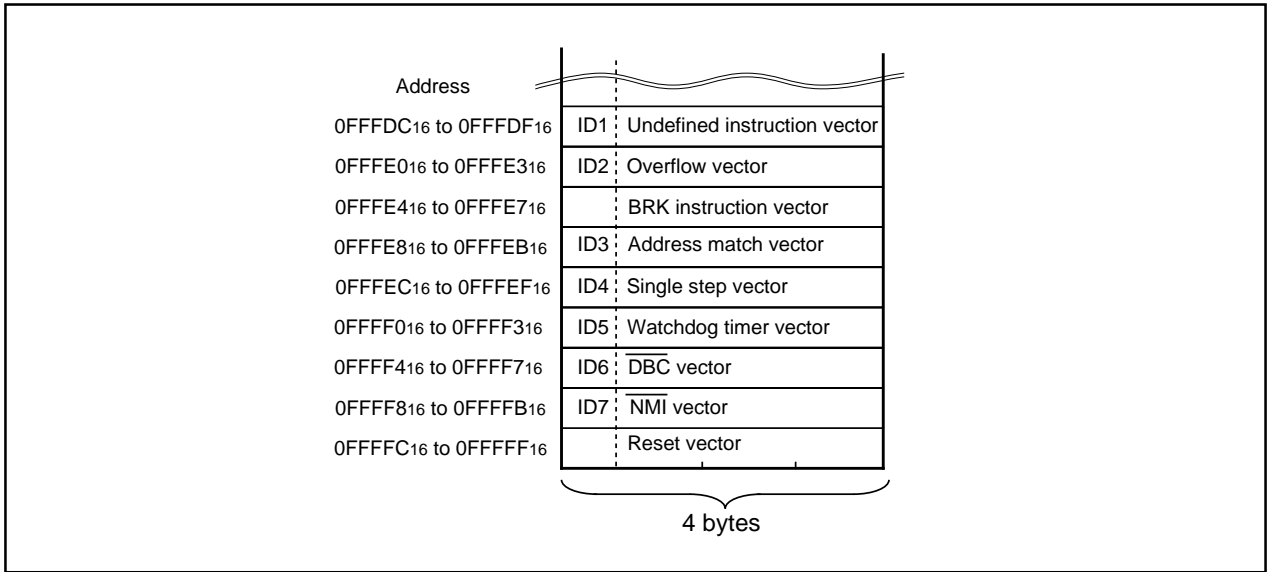 Address
0FFFDC16 to 0FFFDF16 ID1 Undefined instruction vector
0FFFE016 to 0FFFE316 ID2 Overflow vector
0FFFE416 to 0FFFE716 BRK instruction vector
0FFFE816 to 0FFFEB16 ID3 Address match vector
0FFFEC16 to 0FFFEF16 ID4 Single step vector
0FFFF016 to 0FFFF316 ID5 Watchdog timer vector
0FFFF416 to 0FFFF716 ID6 D̅B̅C̅ vector
0FFFF816 to 0FFFFB16 ID7 N̅M̅I̅ vector
0FFFFC16 to 0FFFFF16 Reset vector
4 bytes